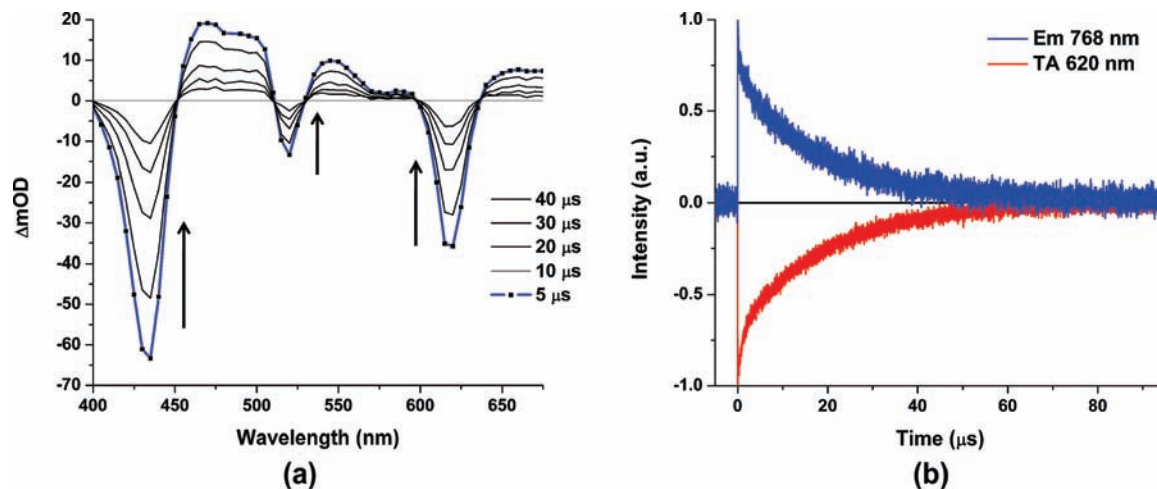 20
10
0
-10
-20
-30
-40
-50
-60
-70
ΔmOD
40 μs
30 μs
20 μs
10 μs
5 μs
400 450 500 550 600 650
Wavelength (nm)
(a)
1.0
0.5
0.0
-0.5
-1.0
Intensity (a.u.)
Em 768 nm
TA 620 nm
0 20 40 60 80
Time (μs)
(b)